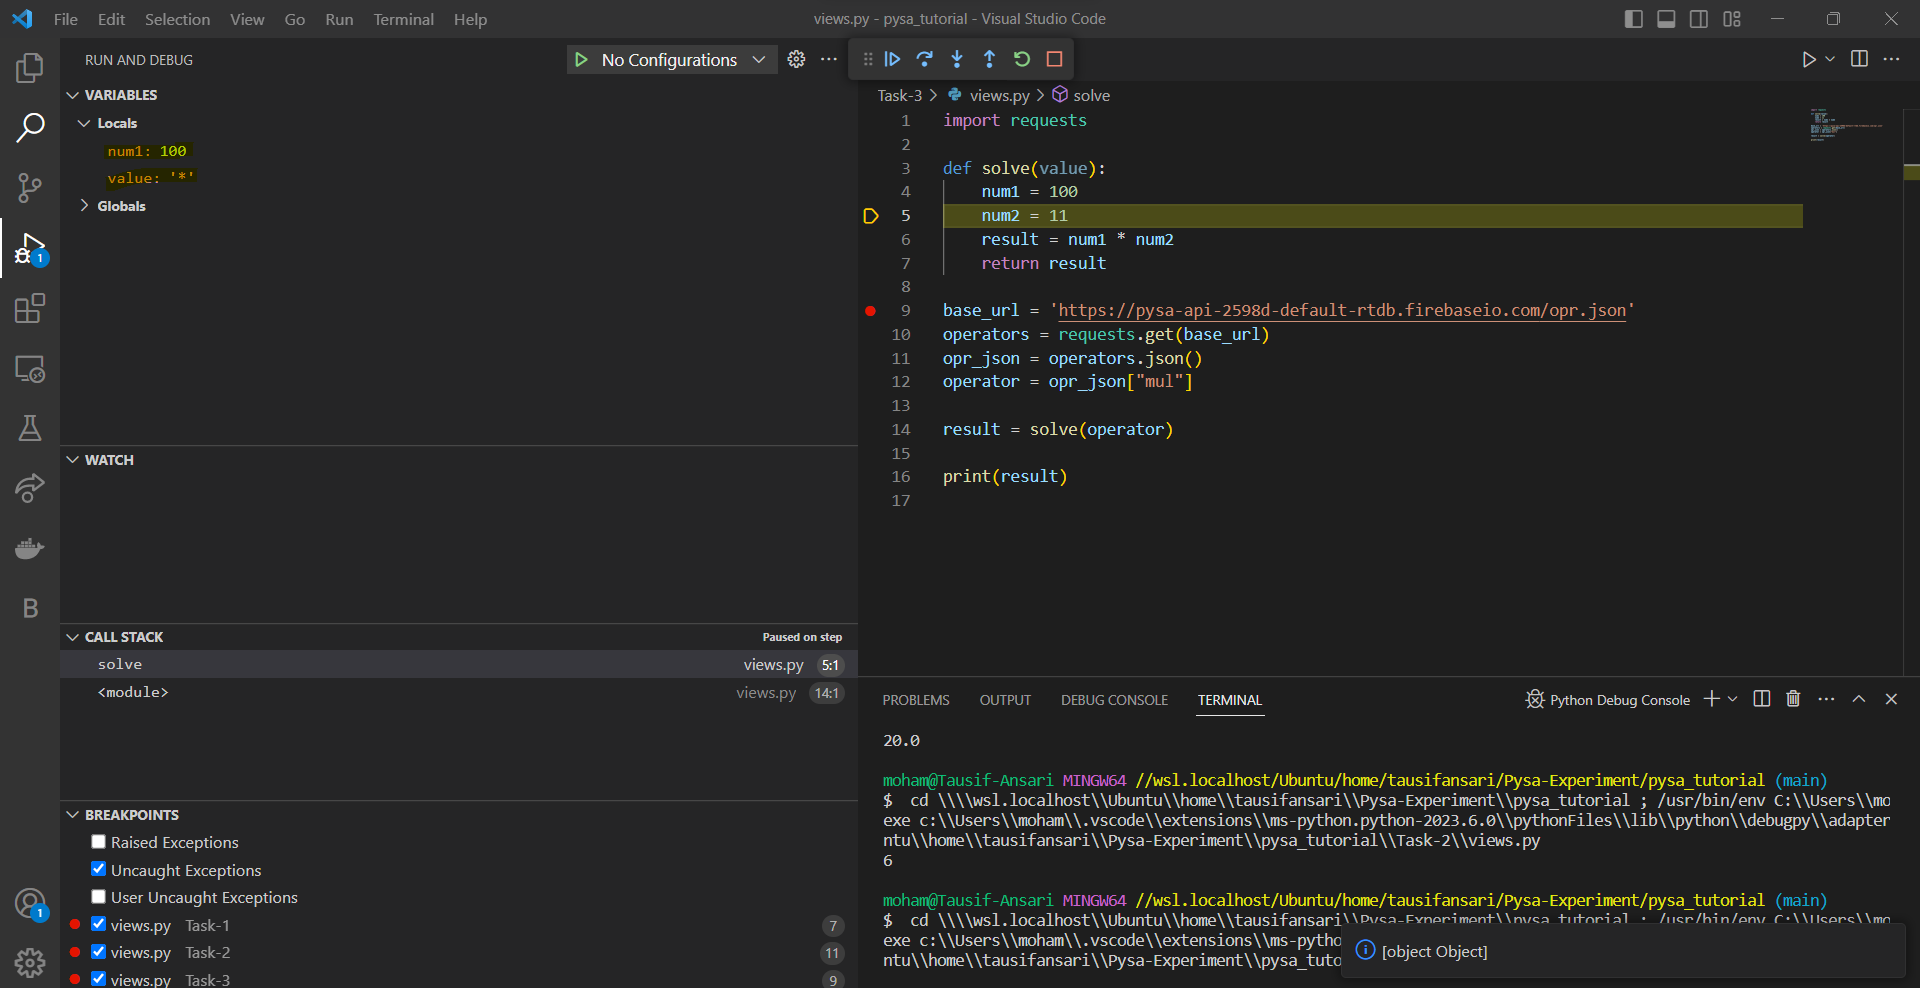 File Edit Selection View Go Run Terminal Help
views.py - pysa_tutorial - Visual Studio Code
RUN AND DEBUG
No Configurations
VARIABLES
Locals
num1: 100
value: '*'
Globals
WATCH
CALL STACK
Paused on step
solve views.py 5:1
<module> views.py 14:1
BREAKPOINTS
Raised Exceptions
Uncaught Exceptions
User Uncaught Exceptions
views.py Task-1 7
views.py Task-2 11
views.py Task-3 9
1
B
1
Task-3 > views.py > solve
1 import requests
2
3 def solve(value):
4 num1 = 100
5 num2 = 11
6 result = num1 * num2
7 return result
8
9 base_url = 'https://pysa-api-2598d-default-rtdb.firebaseio.com/opr.json'
10 operators = requests.get(base_url)
11 opr_json = operators.json()
12 operator = opr_json["mul"]
13
14 result = solve(operator)
15
16 print(result)
17
PROBLEMS OUTPUT DEBUG CONSOLE TERMINAL
Python Debug Console
20.0
moham@Tausif-Ansari MINGW64 //wsl.localhost/Ubuntu/home/tausifansari/Pysa-Experiment/pysa_tutorial (main)
$ cd \\\\wsl.localhost\\Ubuntu\\home\\tausifansari\\Pysa-Experiment\\pysa_tutorial ; /usr/bin/env C:\\Users\\mo
exe c:\\Users\\moham\\.vscode\\extensions\\ms-python.python-2023.6.0\\pythonFiles\\lib\\python\\debugpy\\adapter
ntu\\home\\tausifansari\\Pysa-Experiment\\pysa_tutorial\\Task-2\\views.py
6
moham@Tausif-Ansari MINGW64 //wsl.localhost/Ubuntu/home/tausifansari/Pysa-Experiment/pysa_tutorial (main)
$ cd \\\\wsl.localhost\\Ubuntu\\home\\tausifansari\\Pysa-Experiment\\pysa_tutorial ; /usr/bin/env C:\\Users\\mo
exe c:\\Users\\moham\\.vscode\\extensions\\ms-pytho
ntu\\home\\tausifansari\\Pysa-Experiment\\pysa_tuto
[object Object]